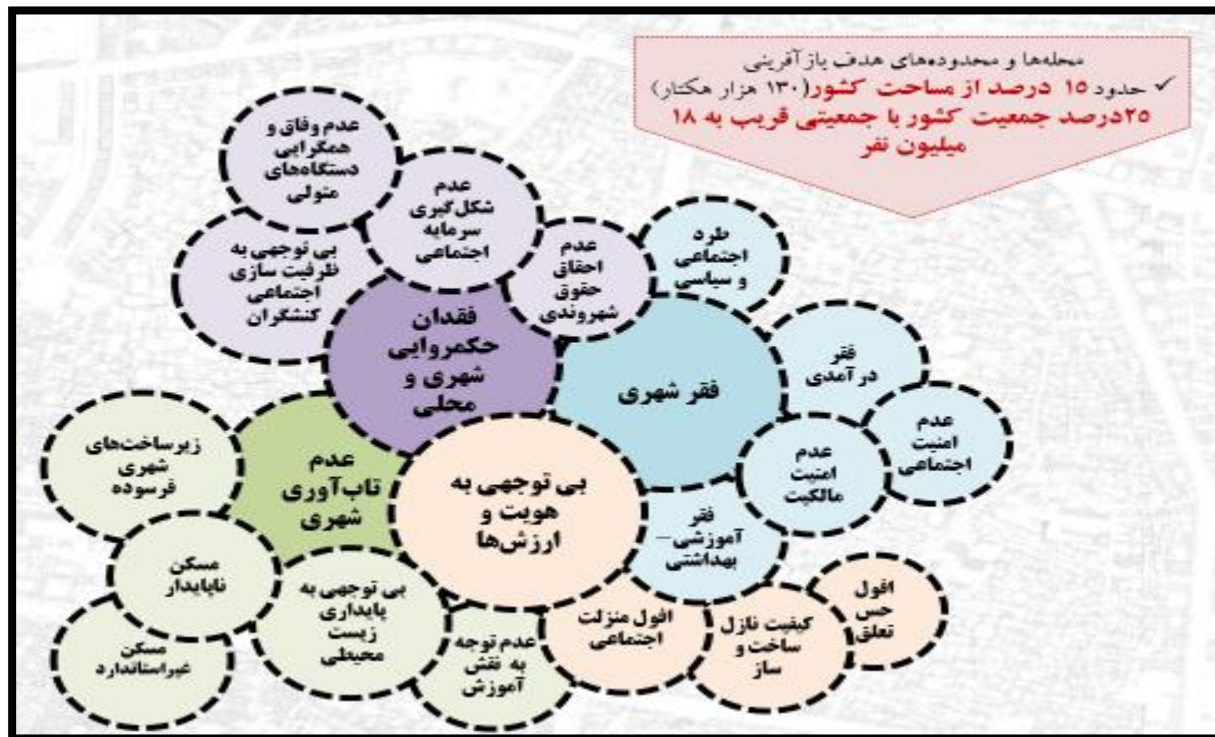 محله‌ها و محدوده‌های هدف بازآفرینی
✓ حدود ۱۵ درصد از مساحت کشور(۱۳۰ هزار هکتار)
۲۵درصد جمعیت کشور با جمعیتی قریب به ۱۸
میلیون نفر
عدم وفاق و
همگرایی
دستگاه‌های
متولی
عدم
شکل‌گیری
سرمایه
اجتماعی
عدم
احقاق
حقوق
شهروندی
بی توجهی به
ظرفیت سازی
اجتماعی
کنشگران
فقدان
حکمروایی
شهری و
محلی
طرد
اجتماعی
و سیاسی
فقر شهری
فقر
درآمدی
عدم
امنیت
اجتماعی
عدم
امنیت
مالکیت
فقر
آموزشی–
بهداشتی
عدم
تاب‌آوری
شهری
زیرساخت‌های
شهری
فرسوده
مسکن
ناپایدار
مسکن
غیراستاندارد
بی توجهی به
پایداری
زیست
محیطی
عدم توجه
به نقش
آموزش
بی توجهی به
هویت و
ارزش‌ها
افول منزلت
اجتماعی
کیفیت نازل
ساخت و
ساز
افول
حس
تعلق